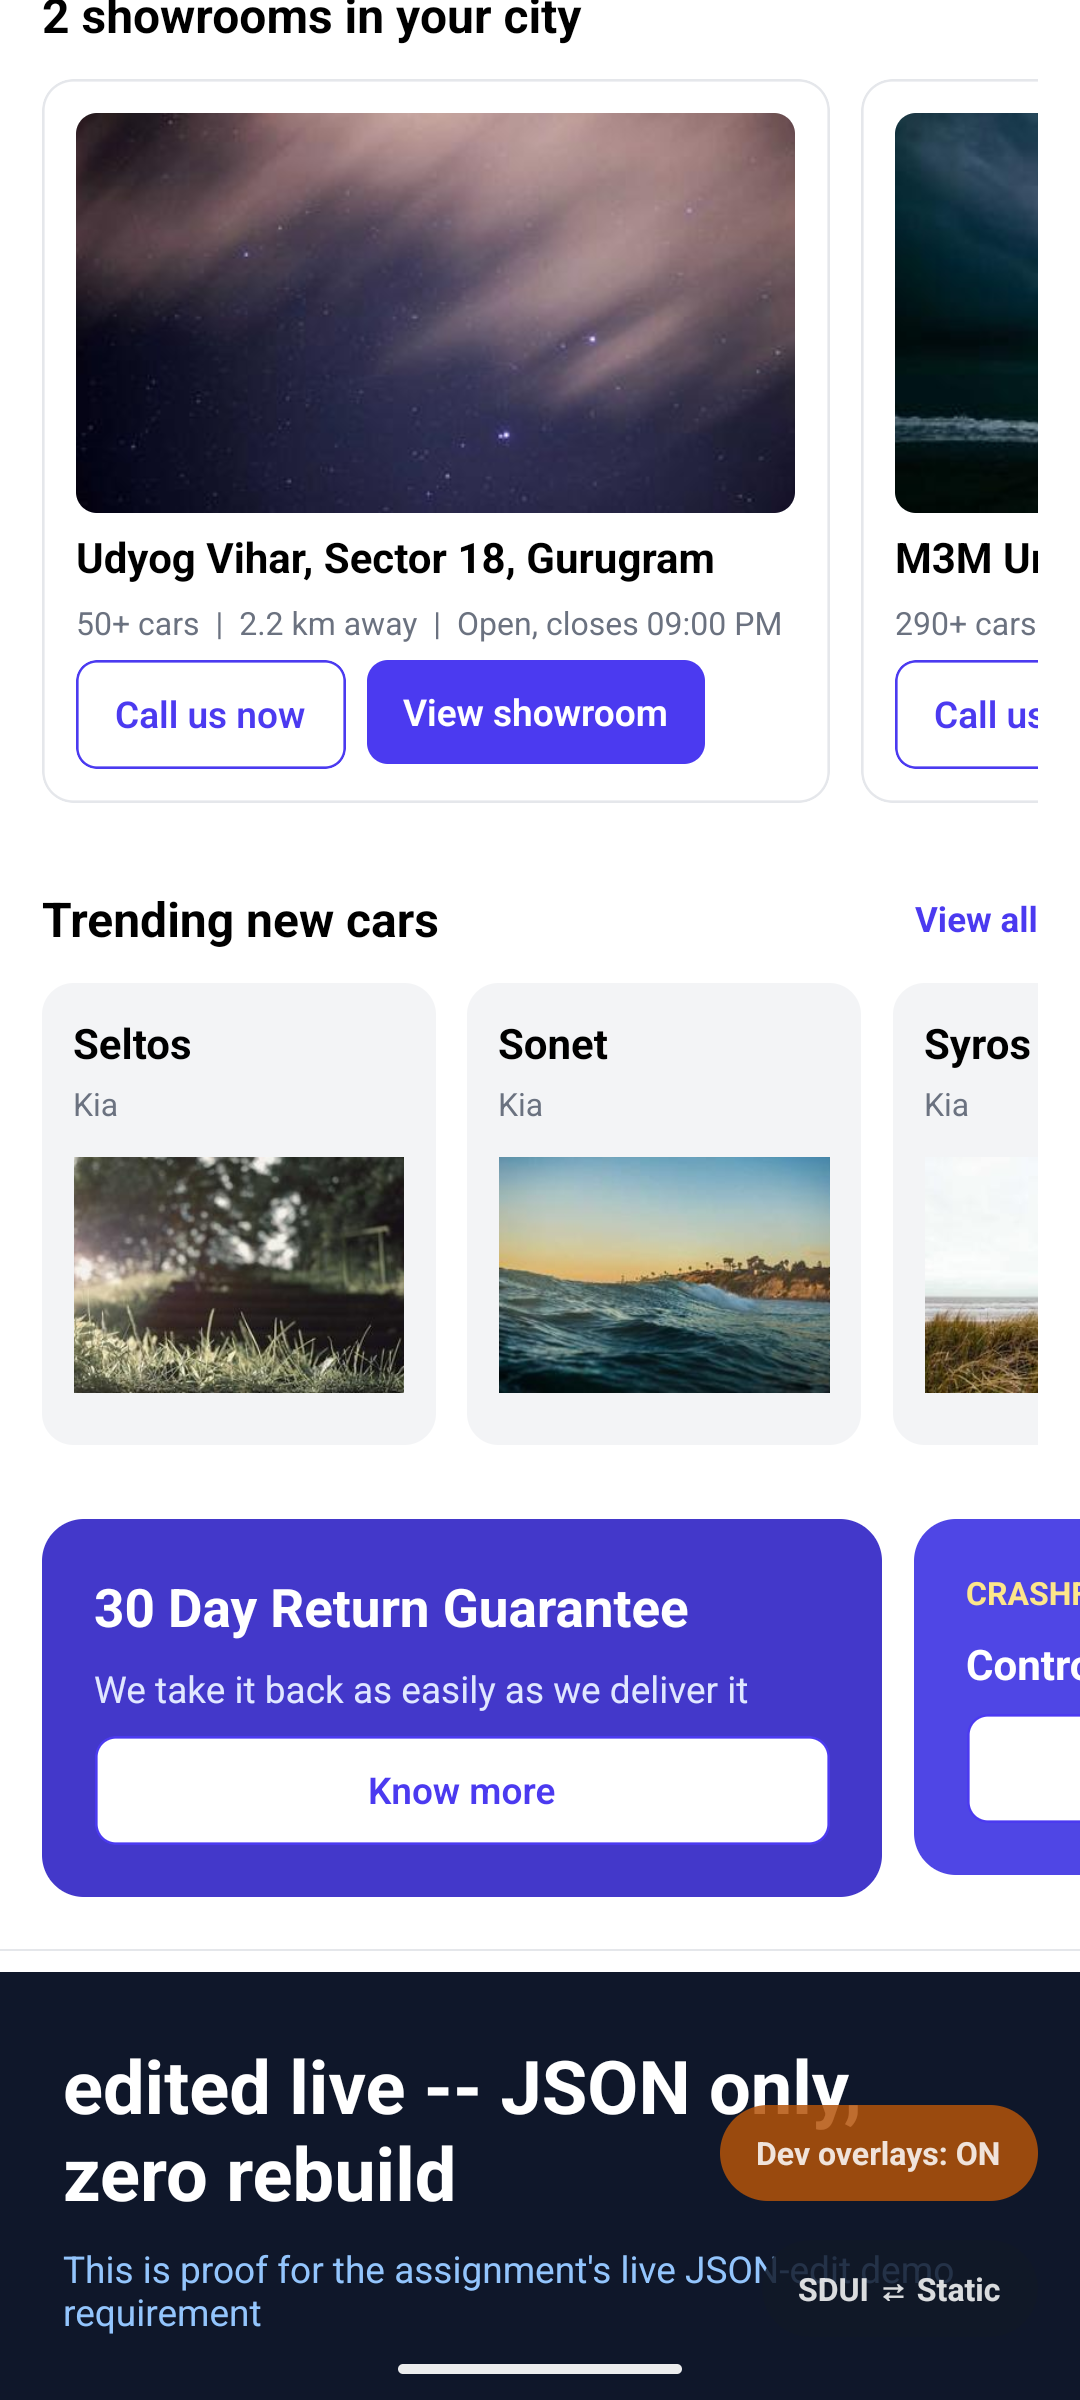 2 showrooms in your city
Udyog Vihar, Sector 18, Gurugram
50+ cars | 2.2 km away | Open, closes 09:00 PM
Call us now
View showroom
M3M
290+ cars
Call us
Trending new cars
View all
Seltos
Kia
Sonet
Kia
Syros
Kia
30 Day Return Guarantee
We take it back as easily as we deliver it
Know more
edited live -- JSON only,
zero rebuild
Dev overlays: ON
This is proof for the assignment's live JSON-edit demo
requirement
SDUI ⇄ Static